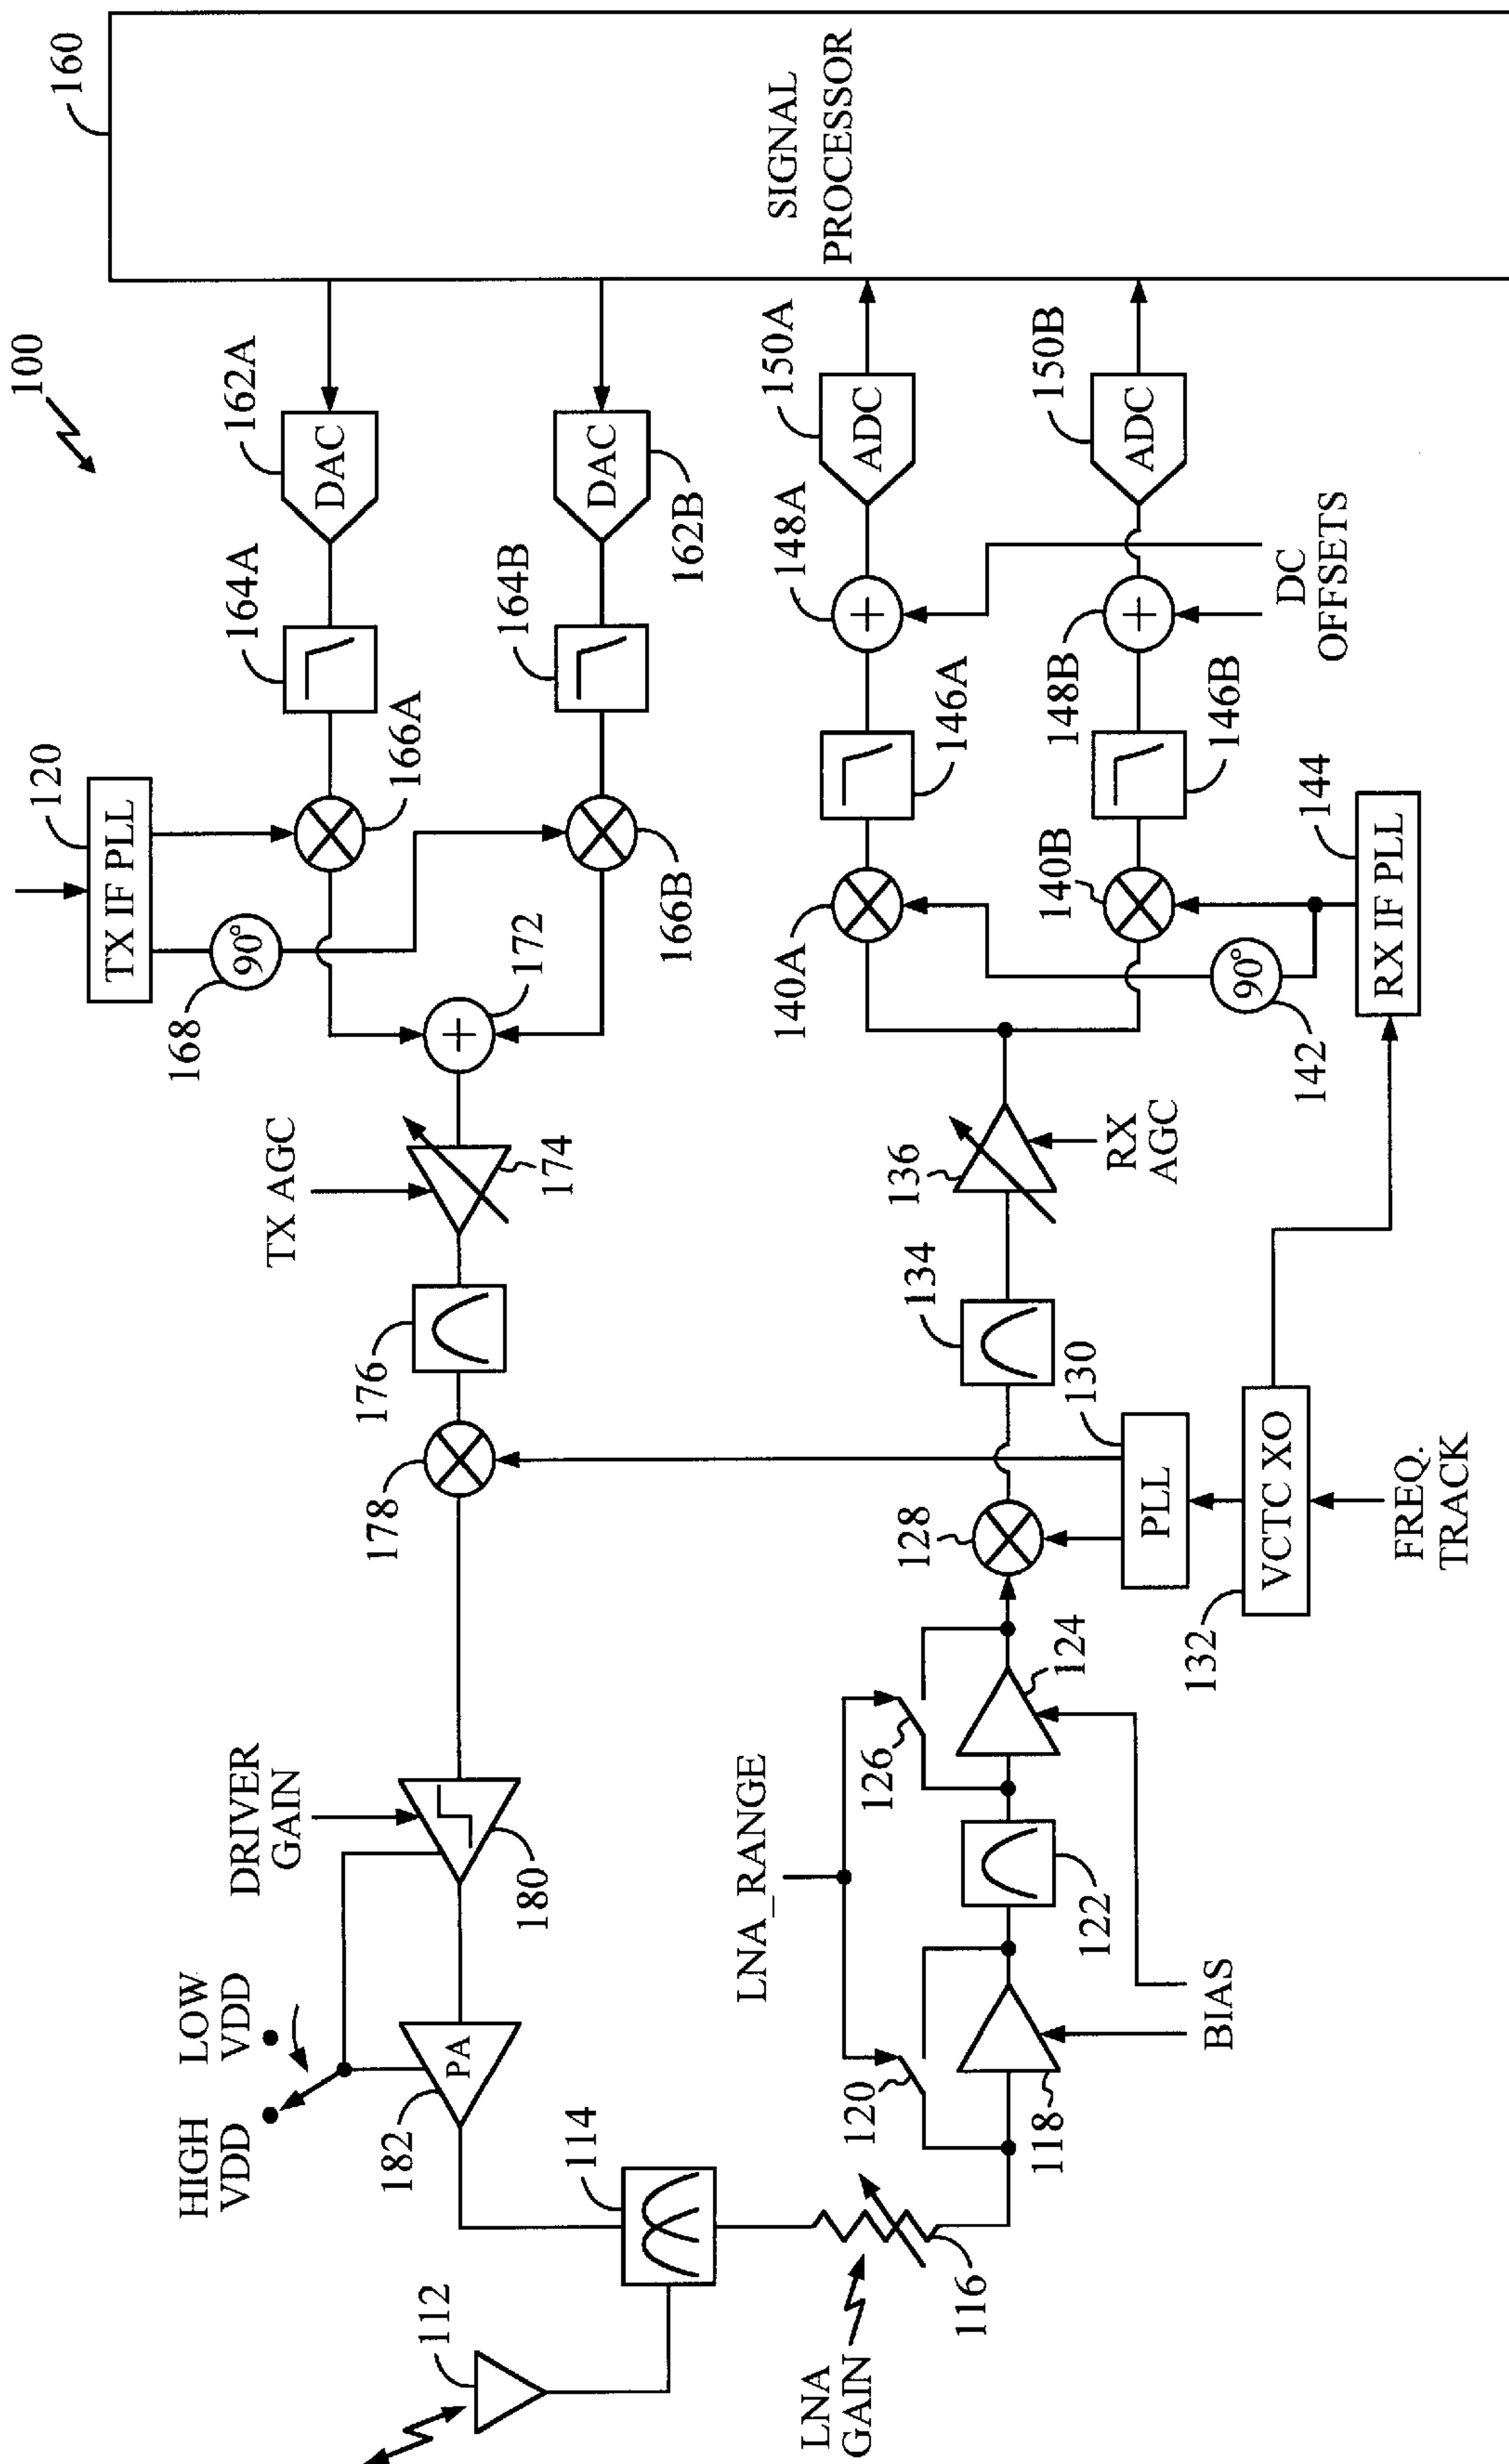 100
160
SIGNAL
PROCESSOR
HIGH
VDD
LOW
VDD
DRIVER
GAIN
TX AGC
168
90°
TX IF PLL
120
164A
162A
DAC
182
PA
180
178
176
174
172
166A
166B
164B
DAC
162B
112
114
LNA_RANGE
LNA
GAIN
116
120
118
122
126
124
128
134
136
RX
AGC
140A
146A
148A
150A
ADC
140B
146B
148B
150B
ADC
BIAS
130
PLL
132
VCTC XO
FREQ.
TRACK
142
90°
144
RX IF PLL
DC
OFFSETS